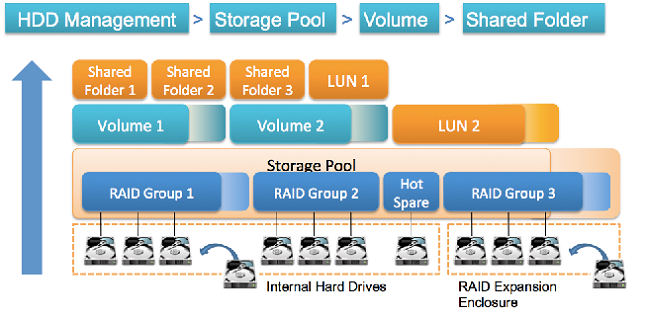 HDD Management > Storage Pool > Volume > Shared Folder
Shared Folder 1
Shared Folder 2
Shared Folder 3
LUN 1
Volume 1
Volume 2
LUN 2
Storage Pool
RAID Group 1
RAID Group 2
Hot Spare
RAID Group 3
Internal Hard Drives
RAID Expansion
Enclosure